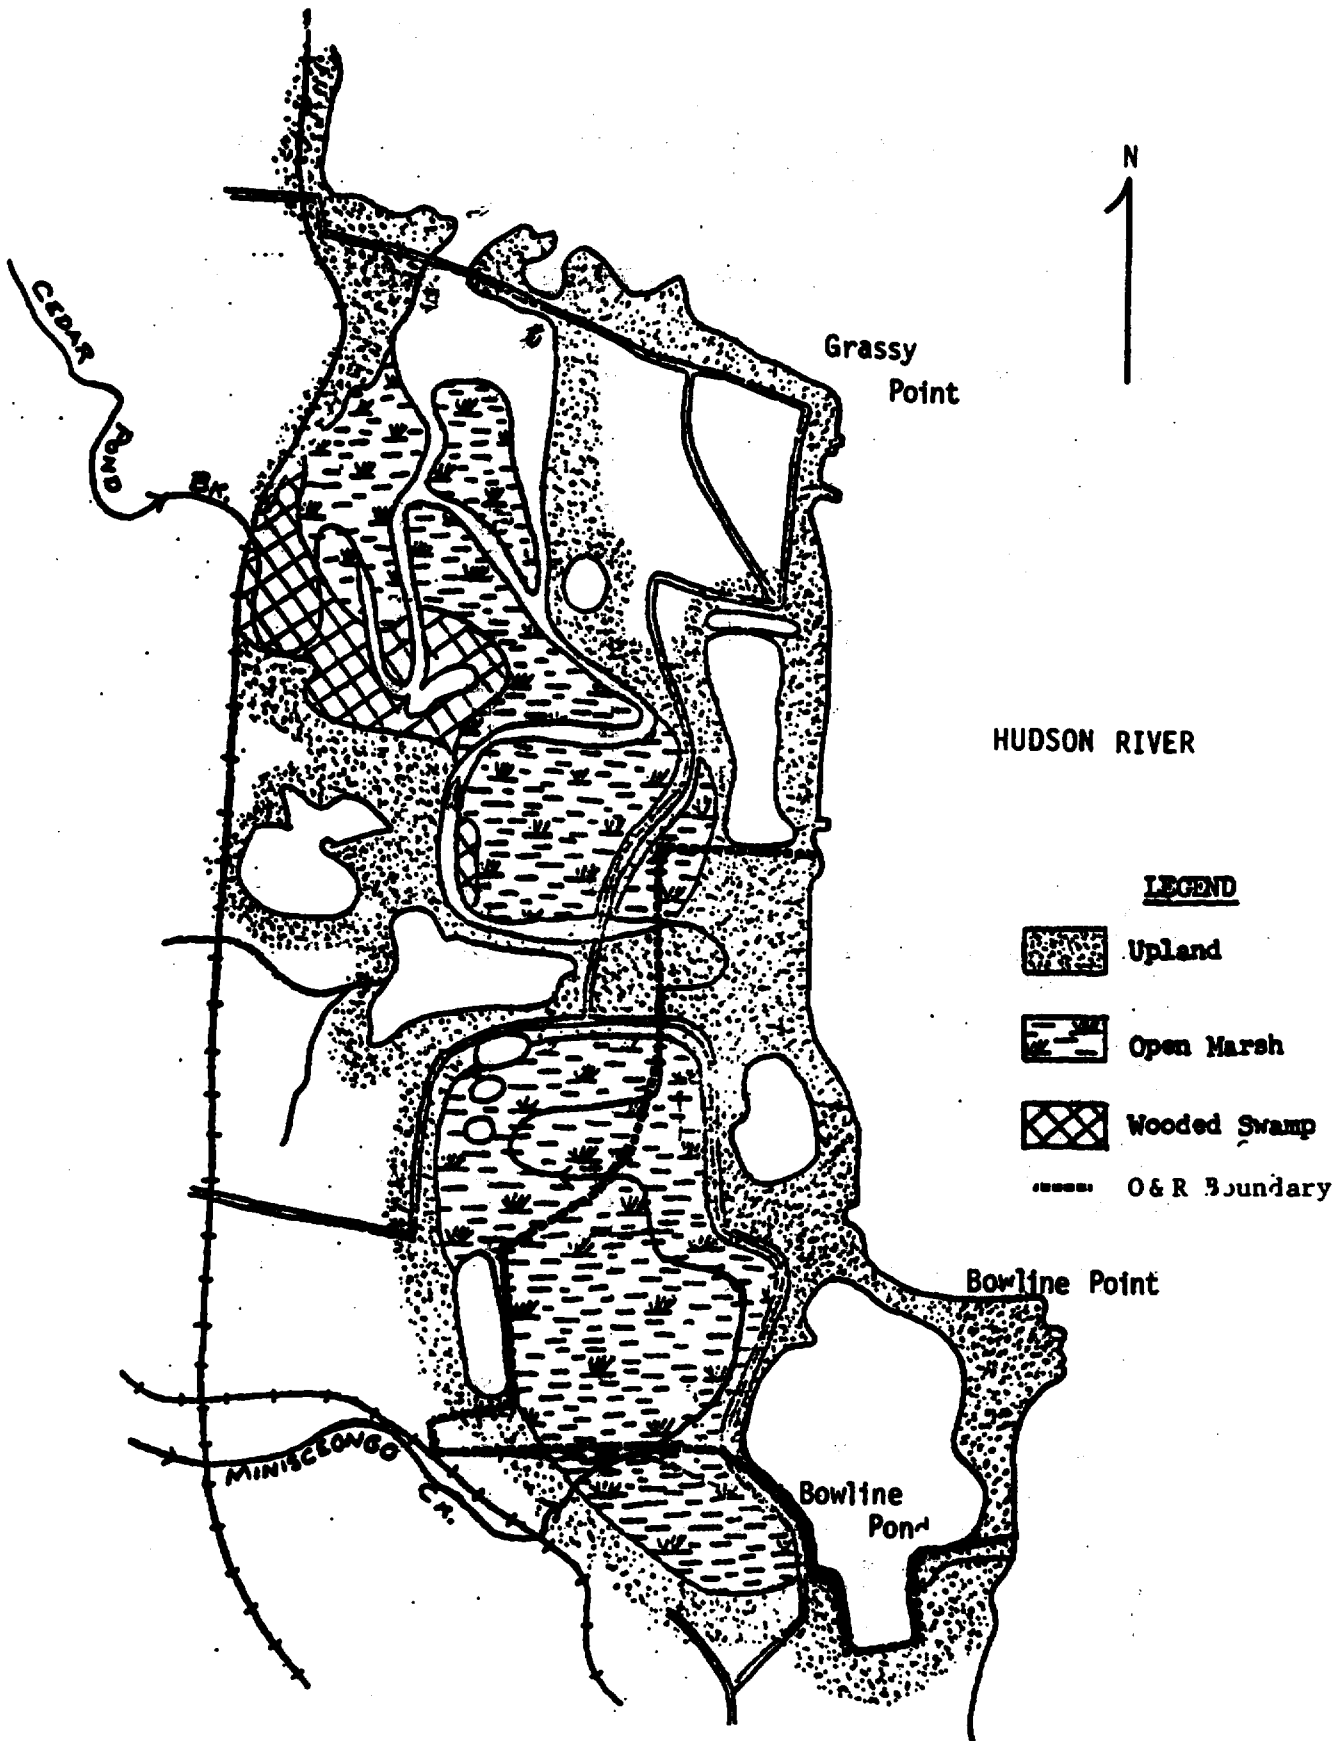 N
CEDAR
POND
BK.
Grassy
Point
HUDSON RIVER
LEGEND
Upland
Open Marsh
Wooded Swamp
O & R Boundary
Bowline Point
MINISCEONGO
CK.
Bowline
Pond